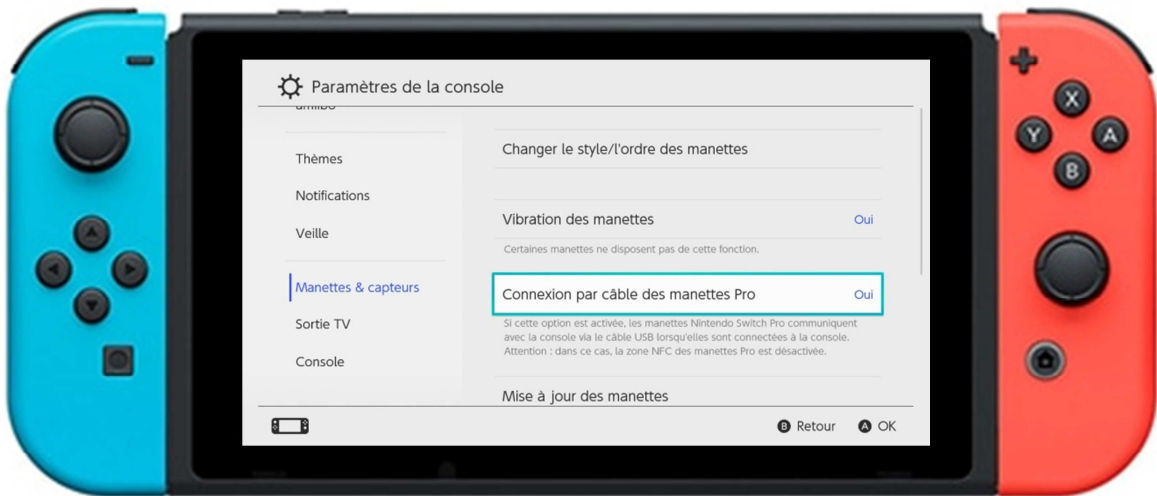 Paramètres de la console
amiibo
Thèmes
Notifications
Veille
Manettes & capteurs
Sortie TV
Console
Changer le style/l'ordre des manettes
Vibration des manettes Oui
Certaines manettes ne disposent pas de cette fonction.
Connexion par câble des manettes Pro Oui
Si cette option est activée, les manettes Nintendo Switch Pro communiquent
avec la console via le câble USB lorsqu'elles sont connectées à la console.
Attention : dans ce cas, la zone NFC des manettes Pro est désactivée.
Mise à jour des manettes
B Retour A OK
X
Y A
B